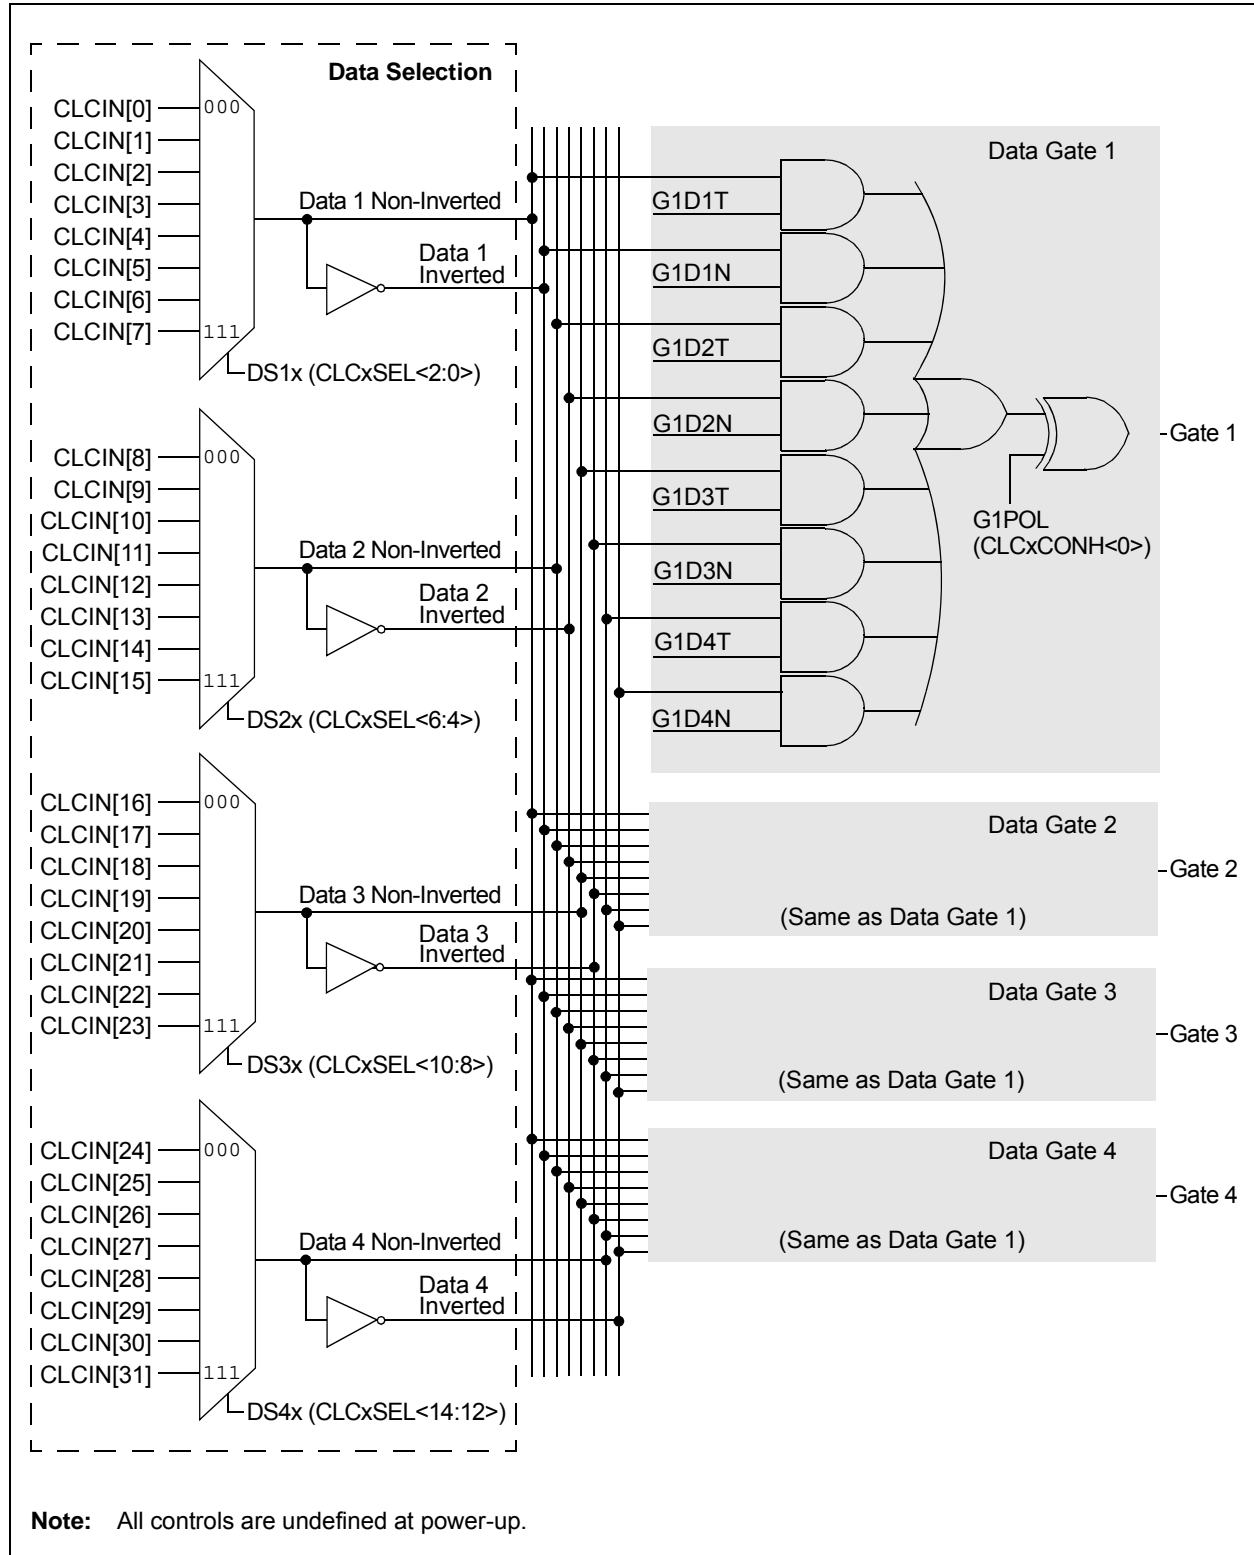 Data Selection
CLCIN[0]
000
CLCIN[1]
CLCIN[2]
CLCIN[3]
CLCIN[4]
CLCIN[5]
CLCIN[6]
CLCIN[7]
111
Data 1 Non-Inverted
Data 1
Inverted
DS1x (CLCxSEL<2:0>)
CLCIN[8]
000
CLCIN[9]
CLCIN[10]
CLCIN[11]
CLCIN[12]
CLCIN[13]
CLCIN[14]
CLCIN[15]
111
Data 2 Non-Inverted
Data 2
Inverted
DS2x (CLCxSEL<6:4>)
CLCIN[16]
000
CLCIN[17]
CLCIN[18]
CLCIN[19]
CLCIN[20]
CLCIN[21]
CLCIN[22]
CLCIN[23]
111
Data 3 Non-Inverted
Data 3
Inverted
DS3x (CLCxSEL<10:8>)
CLCIN[24]
000
CLCIN[25]
CLCIN[26]
CLCIN[27]
CLCIN[28]
CLCIN[29]
CLCIN[30]
CLCIN[31]
111
Data 4 Non-Inverted
Data 4
Inverted
DS4x (CLCxSEL<14:12>)
Data Gate 1
G1D1T
G1D1N
G1D2T
G1D2N
G1D3T
G1D3N
G1D4T
G1D4N
G1POL
(CLCxCONH<0>)
Gate 1
Data Gate 2
(Same as Data Gate 1)
Gate 2
Data Gate 3
(Same as Data Gate 1)
Gate 3
Data Gate 4
(Same as Data Gate 1)
Gate 4
Note: All controls are undefined at power-up.